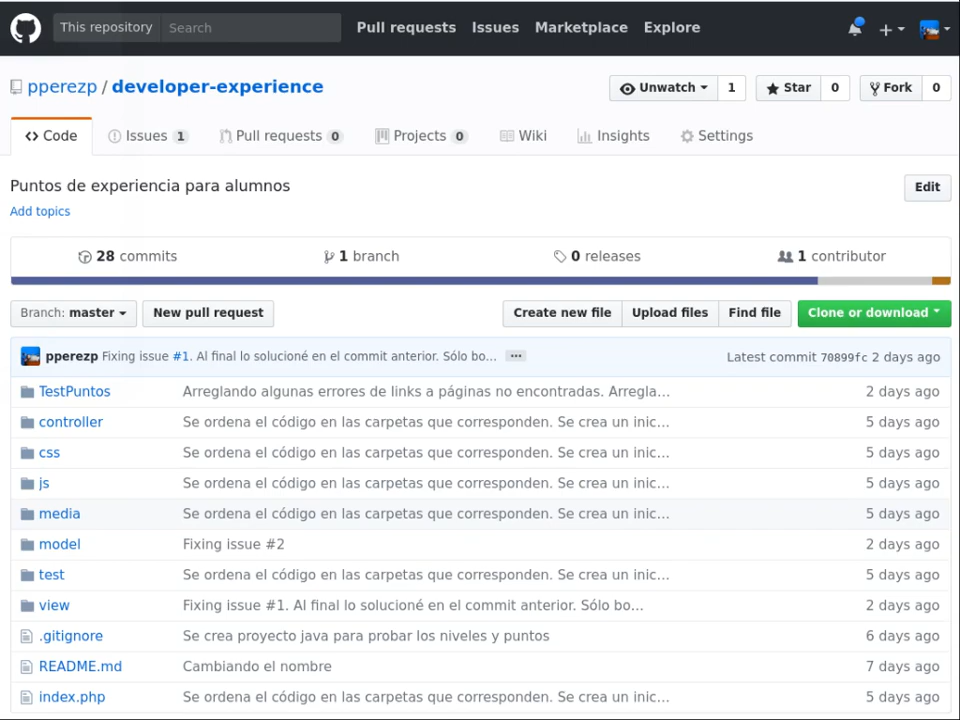 This repository Search Pull requests Issues Marketplace Explore
pperezp / developer-experience Unwatch 1 Star 0 Fork 0
Code Issues 1 Pull requests 0 Projects 0 Wiki Insights Settings
Puntos de experiencia para alumnos Edit
Add topics
28 commits 1 branch 0 releases 1 contributor
Branch: master New pull request Create new file Upload files Find file Clone or download
pperezp Fixing issue #1. Al final lo solucioné en el commit anterior. Sólo bo… Latest commit 70899fc 2 days ago
TestPuntos Arreglando algunas errores de links a páginas no encontradas. Arregla… 2 days ago
controller Se ordena el código en las carpetas que corresponden. Se crea un inic… 5 days ago
css Se ordena el código en las carpetas que corresponden. Se crea un inic… 5 days ago
js Se ordena el código en las carpetas que corresponden. Se crea un inic… 5 days ago
media Se ordena el código en las carpetas que corresponden. Se crea un inic… 5 days ago
model Fixing issue #2 2 days ago
test Se ordena el código en las carpetas que corresponden. Se crea un inic… 5 days ago
view Fixing issue #1. Al final lo solucioné en el commit anterior. Sólo bo… 2 days ago
.gitignore Se crea proyecto java para probar los niveles y puntos 6 days ago
README.md Cambiando el nombre 7 days ago
index.php Se ordena el código en las carpetas que corresponden. Se crea un inic… 5 days ago